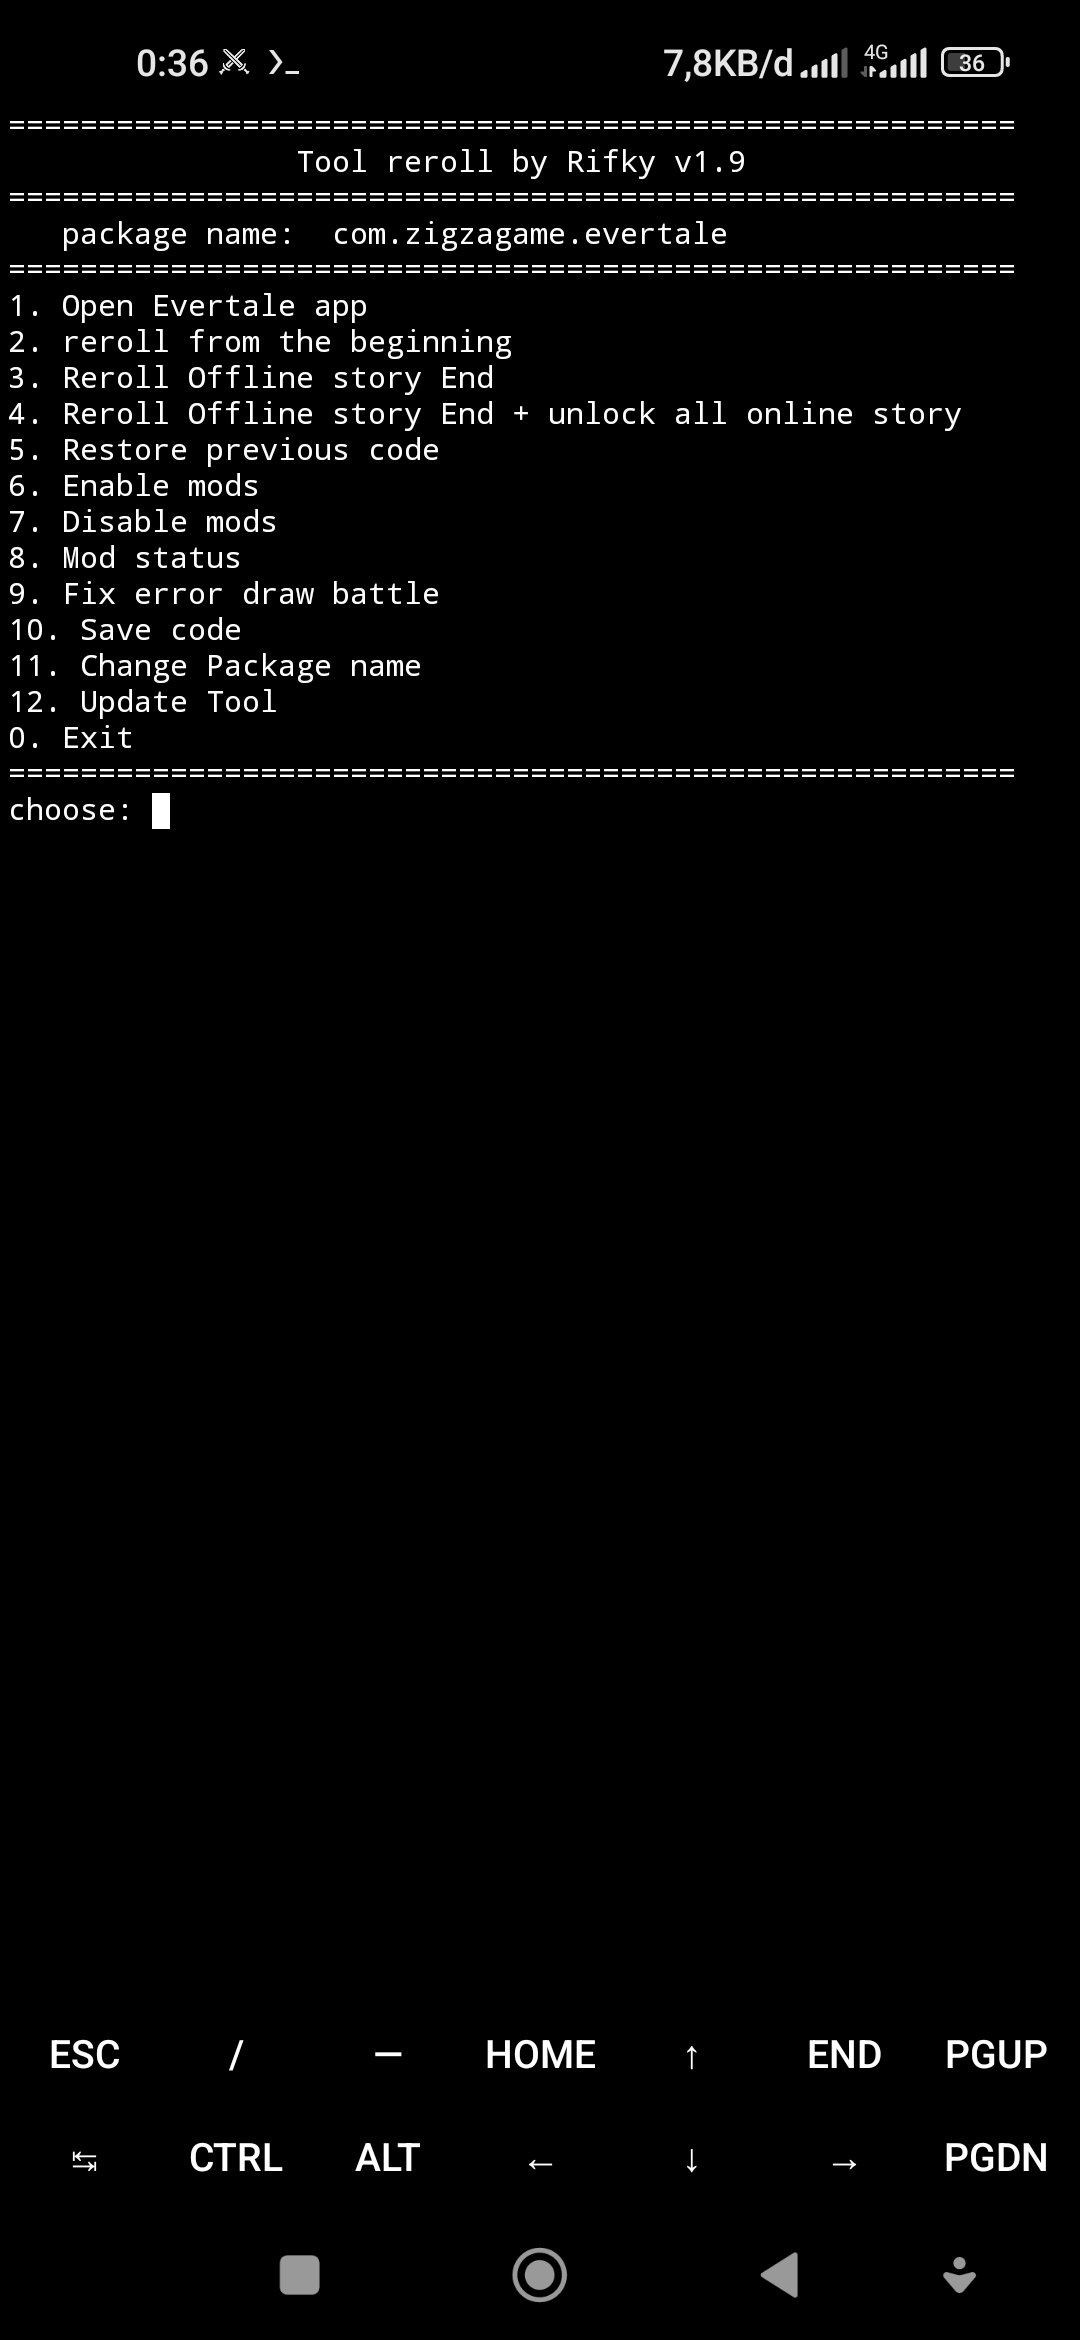 0:36 7,8KB/d 4G 36
========================================================
Tool reroll by Rifky v1.9
========================================================
package name: com.zigzagame.evertale
========================================================
1. Open Evertale app
2. reroll from the beginning
3. Reroll Offline story End
4. Reroll Offline story End + unlock all online story
5. Restore previous code
6. Enable mods
7. Disable mods
8. Mod status
9. Fix error draw battle
10. Save code
11. Change Package name
12. Update Tool
0. Exit
========================================================
choose:
ESC / — HOME ↑ END PGUP
↹ CTRL ALT ← ↓ → PGDN